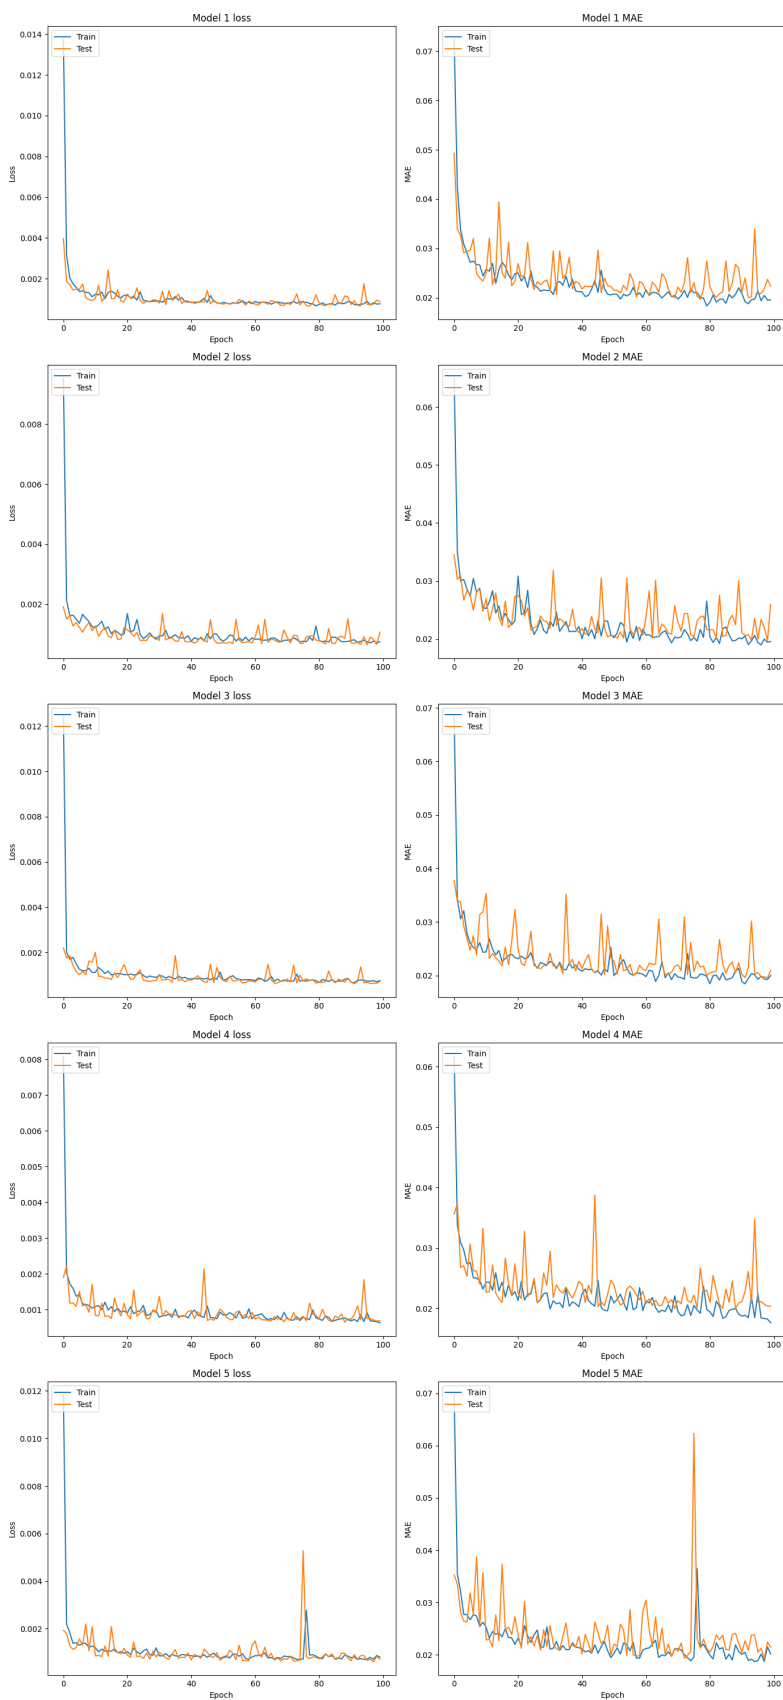 Model 1 loss
Train
Test
0.014
0.012
0.010
0.008
0.006
0.004
0.002
Loss
0 20 40 60 80 100
Epoch
Model 1 MAE
Train
Test
0.07
0.06
0.05
0.04
0.03
0.02
MAE
0 20 40 60 80 100
Epoch
Model 2 loss
Train
Test
0.008
0.006
0.004
0.002
Loss
0 20 40 60 80 100
Epoch
Model 2 MAE
Train
Test
0.06
0.05
0.04
0.03
0.02
MAE
0 20 40 60 80 100
Epoch
Model 3 loss
Train
Test
0.012
0.010
0.008
0.006
0.004
0.002
Loss
0 20 40 60 80 100
Epoch
Model 3 MAE
Train
Test
0.07
0.06
0.05
0.04
0.03
0.02
MAE
0 20 40 60 80 100
Epoch
Model 4 loss
Train
Test
0.008
0.007
0.006
0.005
0.004
0.003
0.002
0.001
Loss
0 20 40 60 80 100
Epoch
Model 4 MAE
Train
Test
0.06
0.05
0.04
0.03
0.02
MAE
0 20 40 60 80 100
Epoch
Model 5 loss
Train
Test
0.012
0.010
0.008
0.006
0.004
0.002
Loss
0 20 40 60 80 100
Epoch
Model 5 MAE
Train
Test
0.07
0.06
0.05
0.04
0.03
0.02
MAE
0 20 40 60 80 100
Epoch